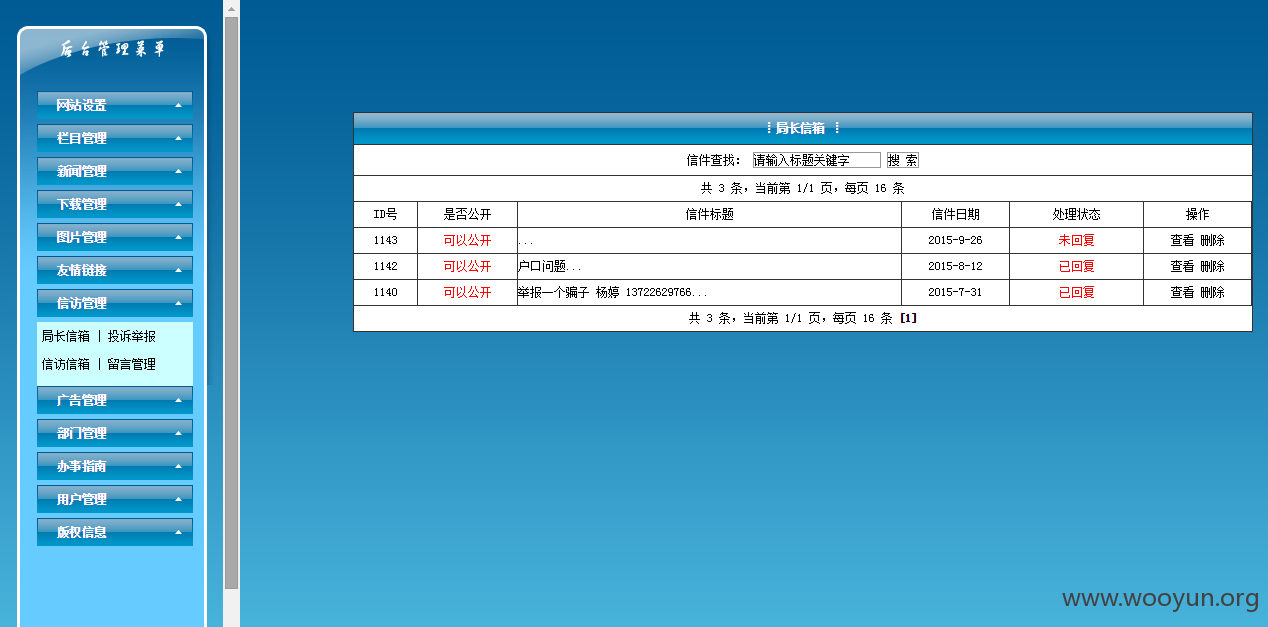 后台管理菜单
网站设置
栏目管理
新闻管理
下载管理
图片管理
友情链接
信访管理
局长信箱 | 投诉举报
信访信箱 | 留言管理
广告管理
部门管理
办事指南
用户管理
版权信息
⁞ 局长信箱 ⁞
信件查找： 请输入标题关键字 搜 索
共 3 条，当前第 1/1 页，每页 16 条
ID号 是否公开 信件标题 信件日期 处理状态 操作
1143 可以公开 ... 2015-9-26 未回复 查看 删除
1142 可以公开 户口问题... 2015-8-12 已回复 查看 删除
1140 可以公开 举报一个骗子 杨婷 13722629766... 2015-7-31 已回复 查看 删除
共 3 条，当前第 1/1 页，每页 16 条 [1]
www.wooyun.org